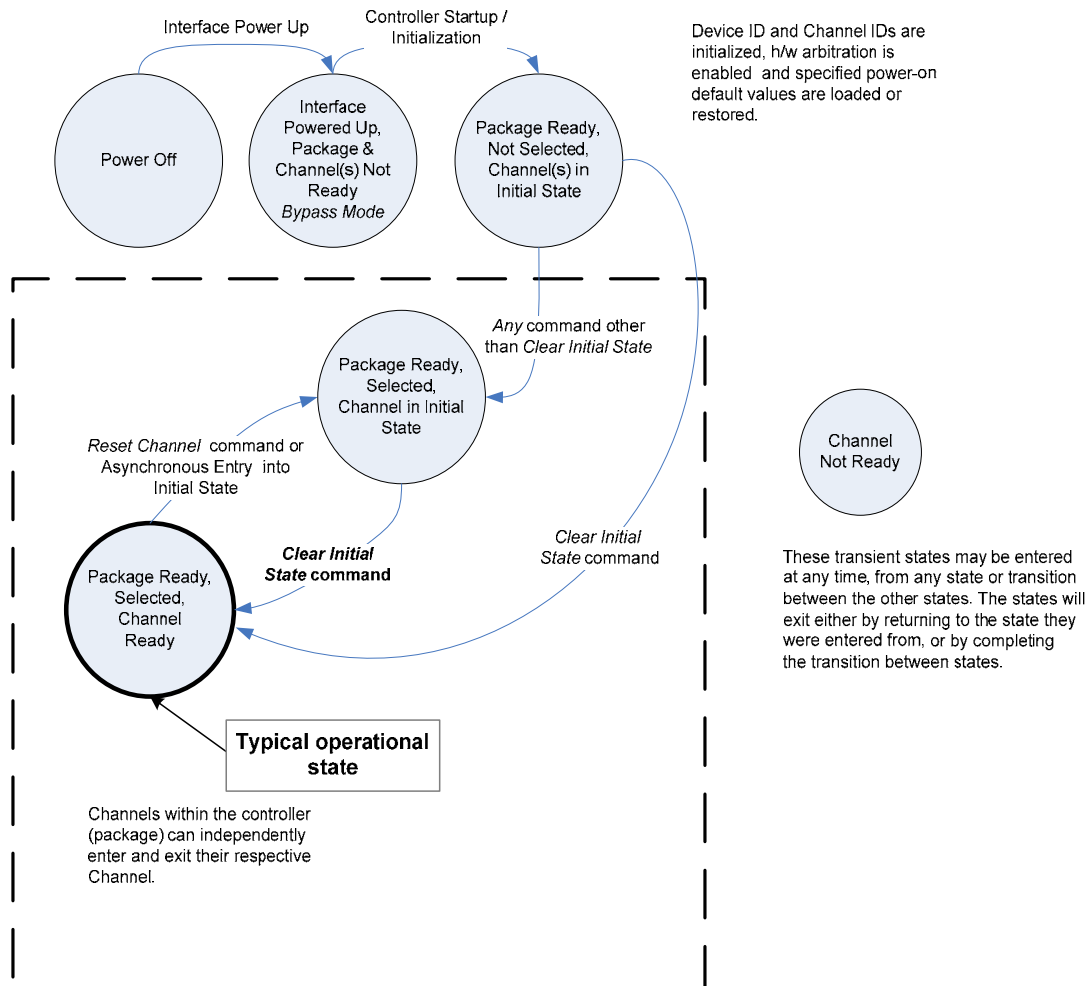 Interface Power Up
Controller Startup /
Initialization
Device ID and Channel IDs are
initialized, h/w arbitration is
enabled and specified power-on
default values are loaded or
restored.
Power Off
Interface
Powered Up,
Package &
Channel(s) Not
Ready
Bypass Mode
Package Ready,
Not Selected,
Channel(s) in
Initial State
Any command other
than Clear Initial State
Package Ready,
Selected,
Channel in Initial
State
Reset Channel command or
Asynchronous Entry into
Initial State
Channel
Not Ready
Clear Initial
State command
Clear Initial
State command
Package Ready,
Selected,
Channel
Ready
These transient states may be entered
at any time, from any state or transition
between the other states. The states will
exit either by returning to the state they
were entered from, or by completing
the transition between states.
Typical operational
state
Channels within the controller
(package) can independently
enter and exit their respective
Channel.